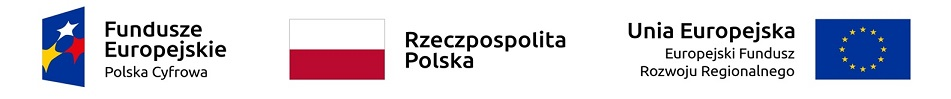 Fundusze
Europejskie
Polska Cyfrowa
Rzeczpospolita
Polska
Unia Europejska
Europejski Fundusz
Rozwoju Regionalnego